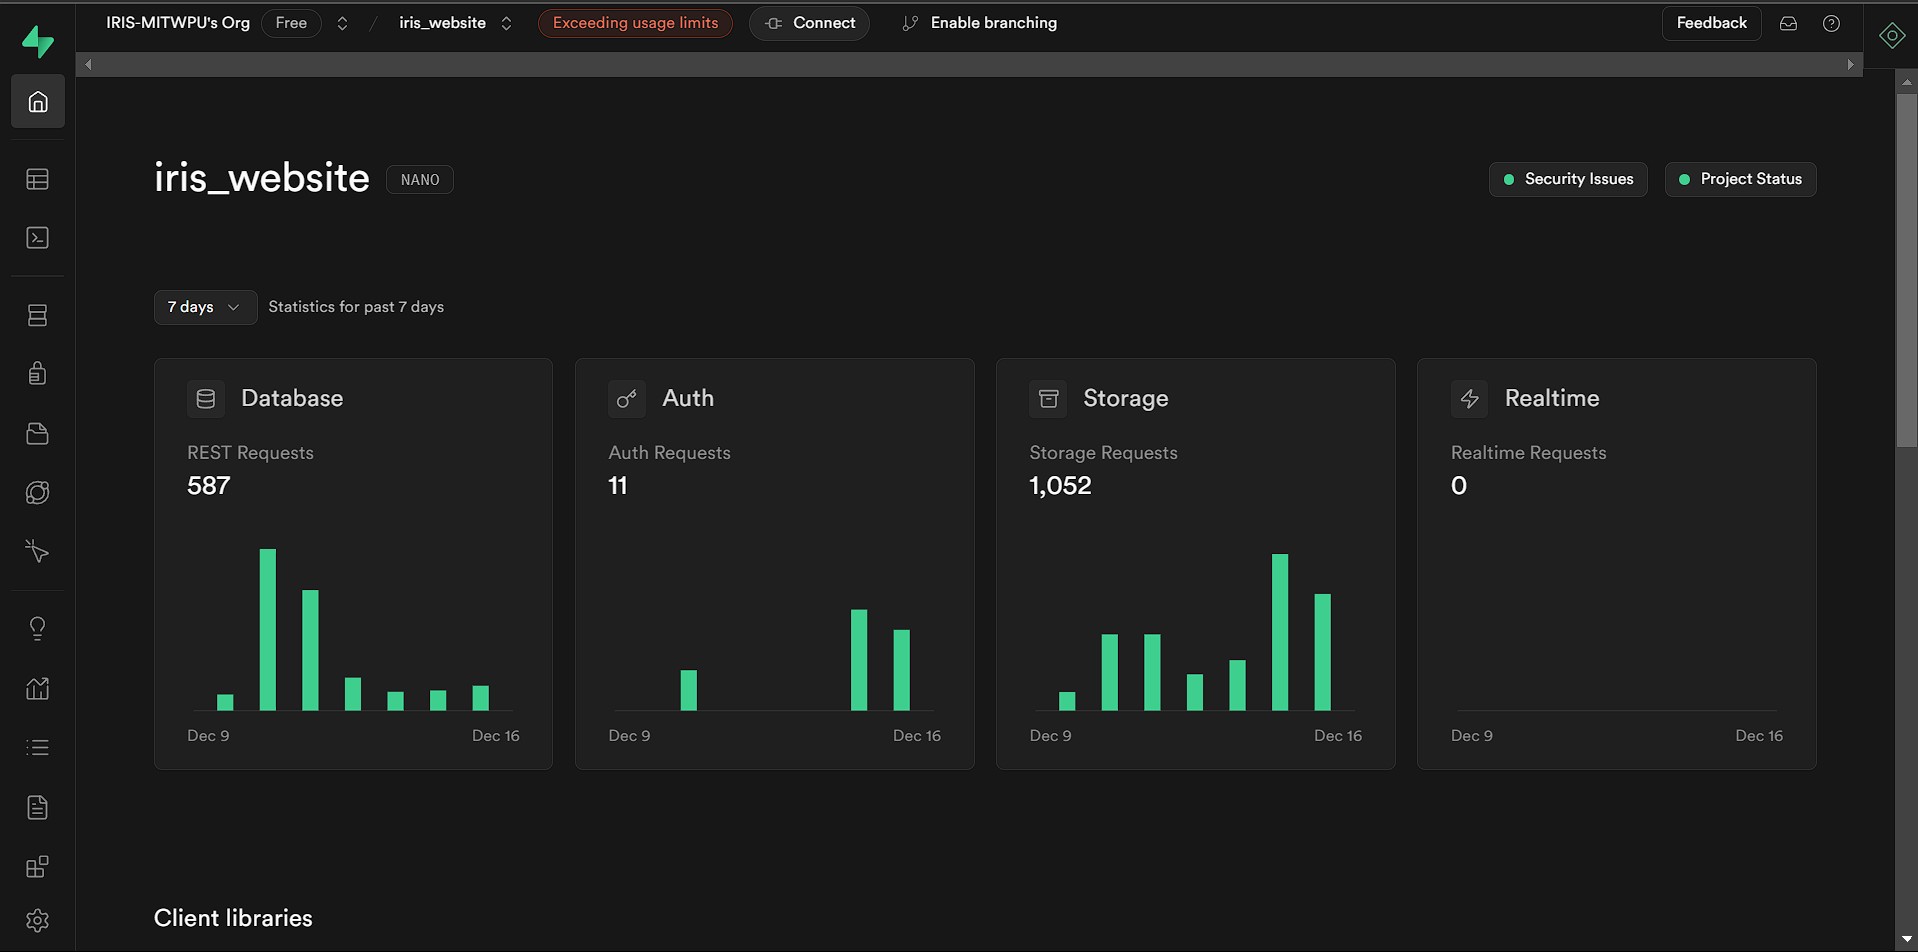 IRIS-MITWPU's Org Free / iris_website Exceeding usage limits Connect Enable branching Feedback
iris_website NANO Security Issues Project Status
7 days Statistics for past 7 days
Database
REST Requests
587
Dec 9 Dec 16
Auth
Auth Requests
11
Dec 9 Dec 16
Storage
Storage Requests
1,052
Dec 9 Dec 16
Realtime
Realtime Requests
0
Dec 9 Dec 16
Client libraries